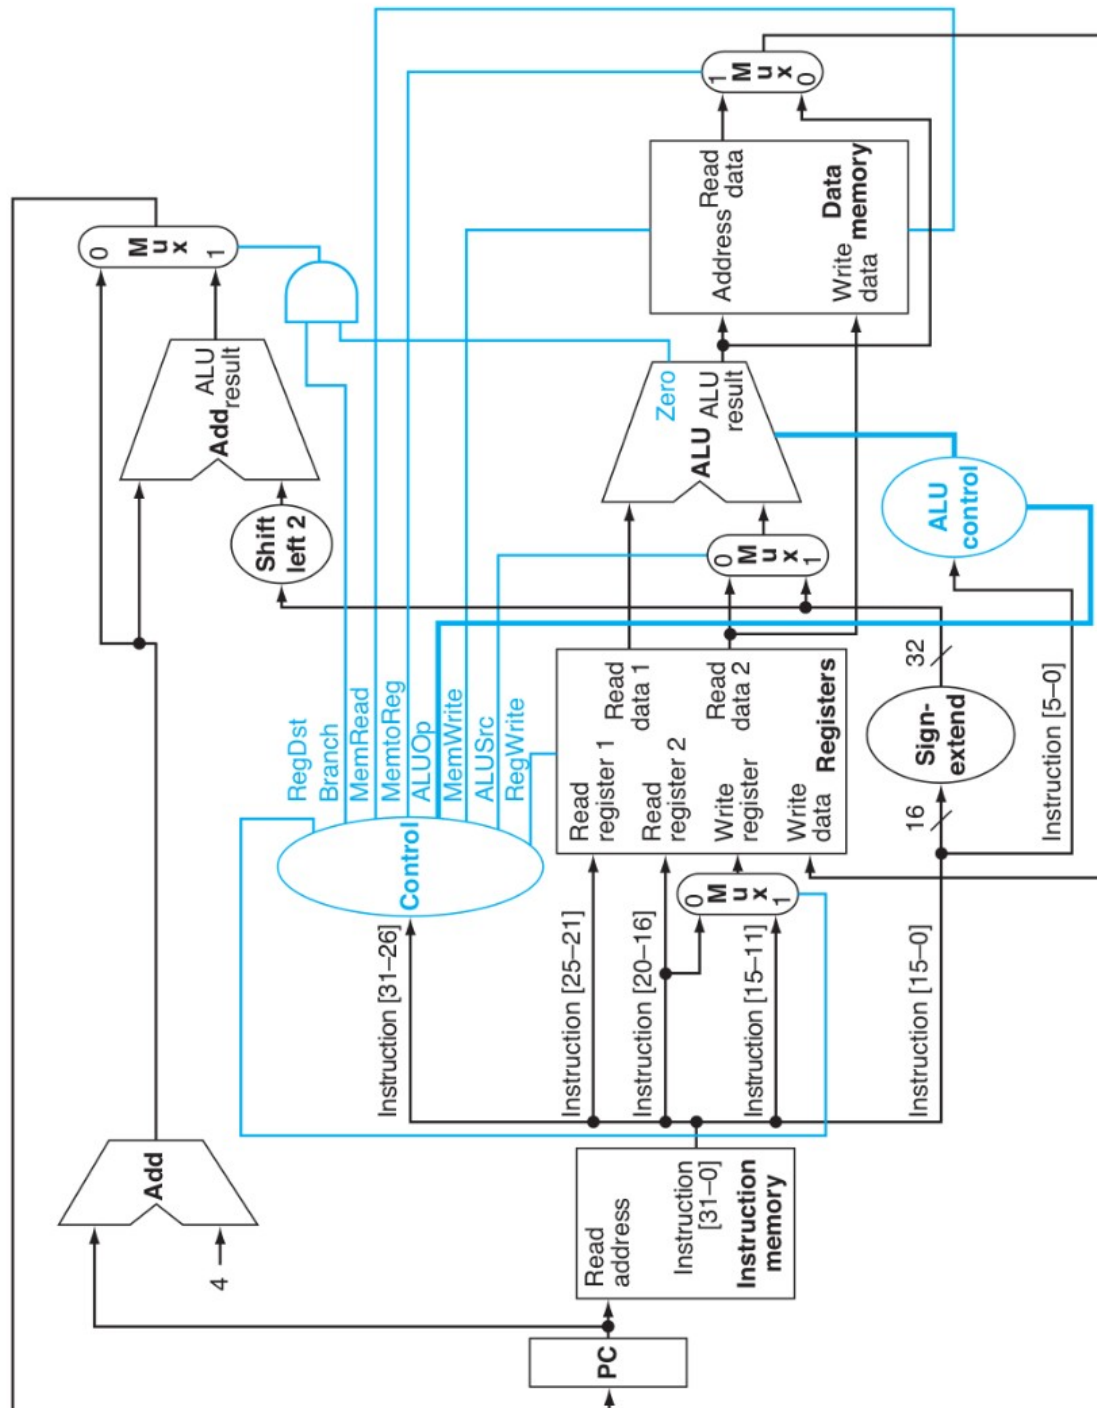 PC
4
Add
Read
address
Instruction
[31–0]
Instruction
memory
Instruction [31–26]
Instruction [25–21]
Instruction [20–16]
Instruction [15–11]
Instruction [15–0]
Instruction [5–0]
Control
RegDst
Branch
MemRead
MemtoReg
ALUOp
MemWrite
ALUSrc
RegWrite
0
M
u
x
1
Read
register 1
Read
register 2
Write
register
Write
data
Read
data 1
Read
data 2
Registers
16
Sign-
extend
32
Shift
left 2
Add
ALU
result
0
M
u
x
1
0
M
u
x
1
Zero
ALU
ALU
result
ALU
control
Address
Read
data
Write
data
Data
memory
1
M
u
x
0